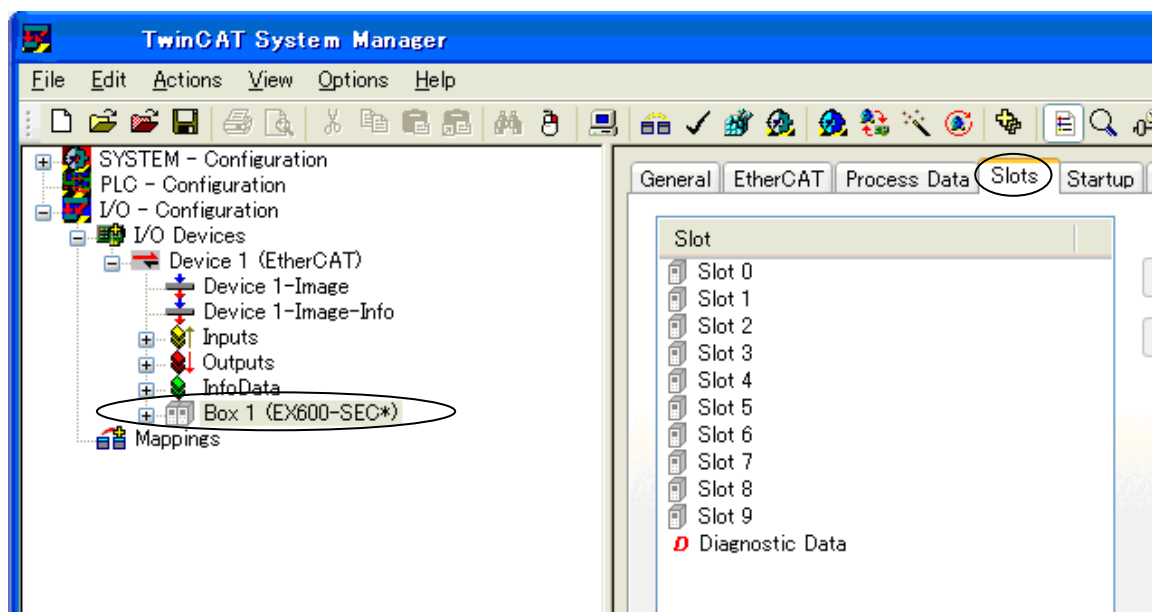 TwinCAT System Manager
File Edit Actions View Options Help
SYSTEM - Configuration
PLC - Configuration
I/O - Configuration
I/O Devices
Device 1 (EtherCAT)
Device 1-Image
Device 1-Image-Info
Inputs
Outputs
InfoData
Box 1 (EX600-SEC*)
Mappings
General EtherCAT Process Data Slots Startup
Slot
Slot 0
Slot 1
Slot 2
Slot 3
Slot 4
Slot 5
Slot 6
Slot 7
Slot 8
Slot 9
D Diagnostic Data